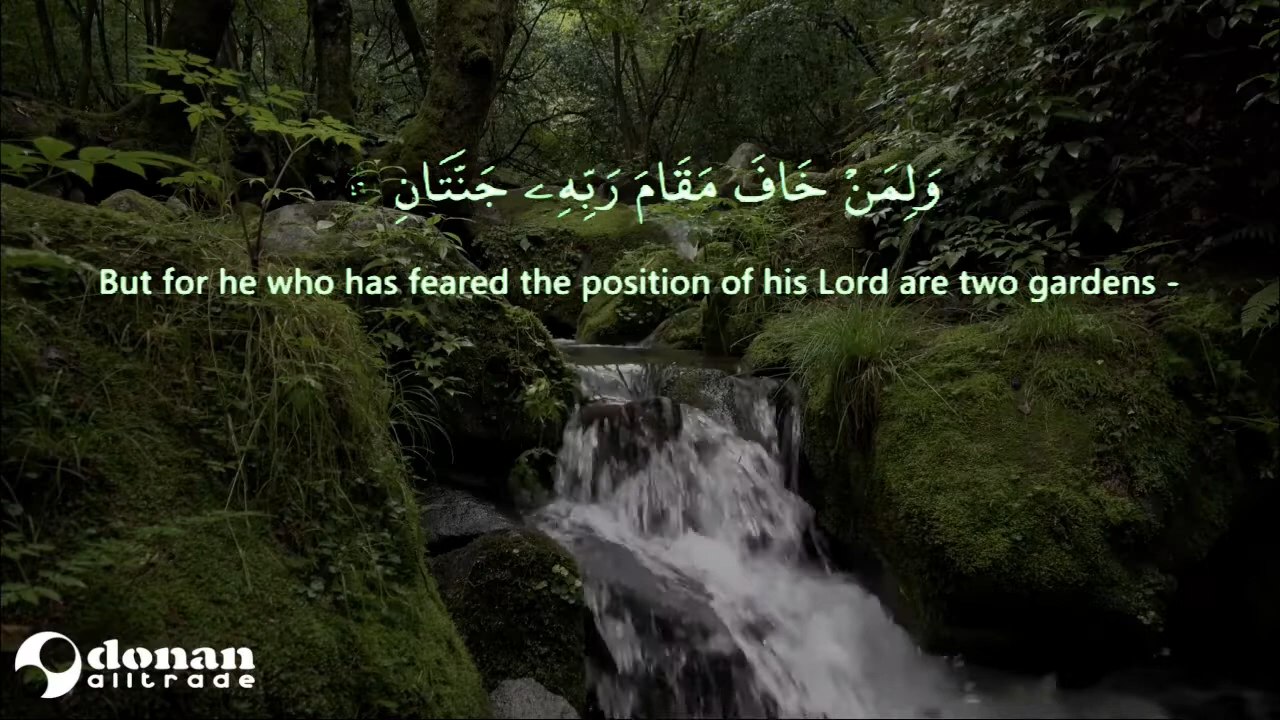 وَلِمَنْ خَافَ مَقَامَ رَبِّهِۦ جَنَّتَانِ
But for he who has feared the position of his Lord are two gardens -
donan
alltrade